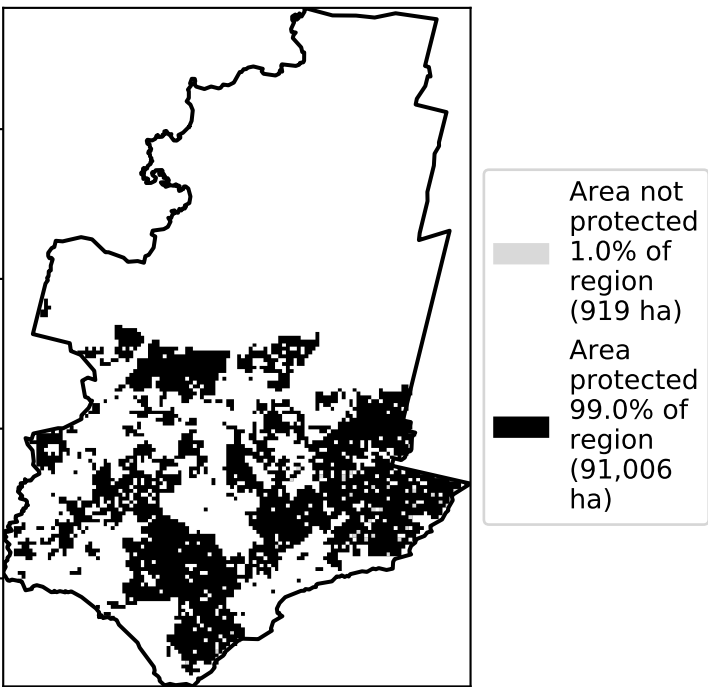 Area not
protected
1.0% of
region
(919 ha)
Area
protected
99.0% of
region
(91,006
ha)